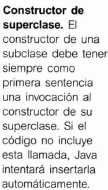 Constructor de
superclase. El
constructor de una
subclase debe tener
siempre como
primera sentencia
una invocación al
constructor de su
superclase. Si el
código no incluye
esta llamada, Java
intentará insertarla
automáticamente.